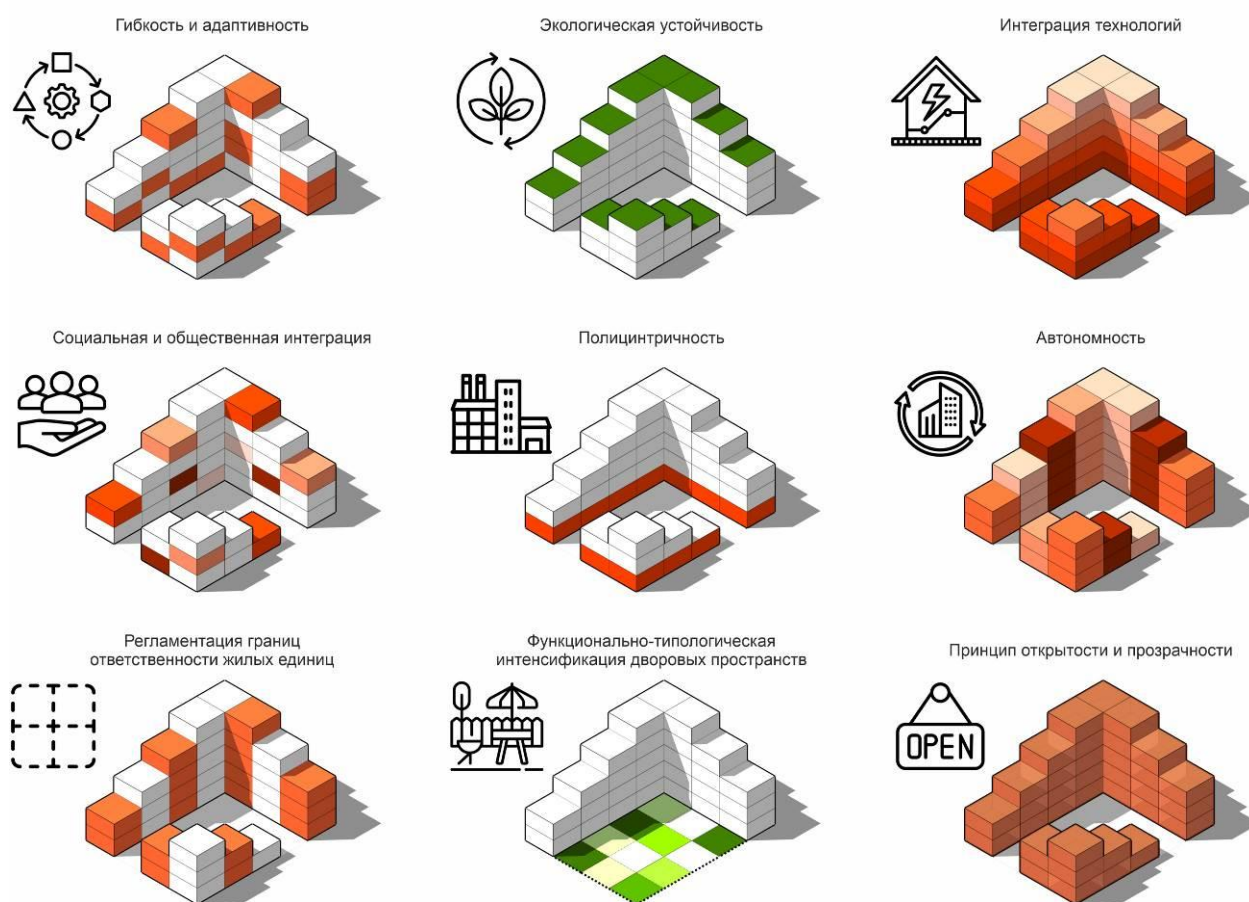 Гибкость и адаптивность
Экологическая устойчивость
Интеграция технологий
Социальная и общественная интеграция
Полицинтричность
Автономность
Регламентация границ
ответственности жилых единиц
Функционально-типологическая
интенсификация дворовых пространств
Принцип открытости и прозрачности
OPEN